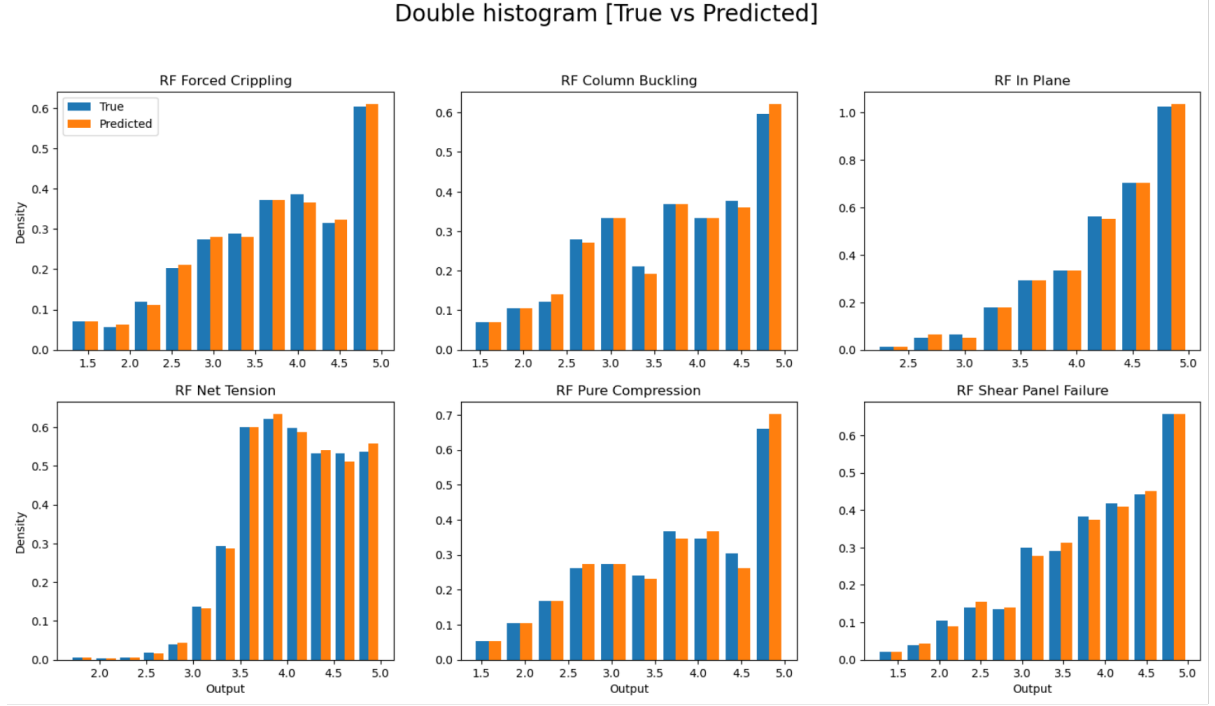 Double histogram [True vs Predicted]
RF Forced Crippling
RF Column Buckling
RF In Plane
True
Predicted
Density
0.6
0.5
0.4
0.3
0.2
0.1
0.0
1.5 2.0 2.5 3.0 3.5 4.0 4.5 5.0
0.6
0.5
0.4
0.3
0.2
0.1
0.0
1.5 2.0 2.5 3.0 3.5 4.0 4.5 5.0
1.0
0.8
0.6
0.4
0.2
0.0
2.5 3.0 3.5 4.0 4.5 5.0
RF Net Tension
RF Pure Compression
RF Shear Panel Failure
Density
0.6
0.5
0.4
0.3
0.2
0.1
0.0
2.0 2.5 3.0 3.5 4.0 4.5 5.0
Output
0.7
0.6
0.5
0.4
0.3
0.2
0.1
0.0
1.5 2.0 2.5 3.0 3.5 4.0 4.5 5.0
Output
0.6
0.5
0.4
0.3
0.2
0.1
0.0
1.5 2.0 2.5 3.0 3.5 4.0 4.5 5.0
Output